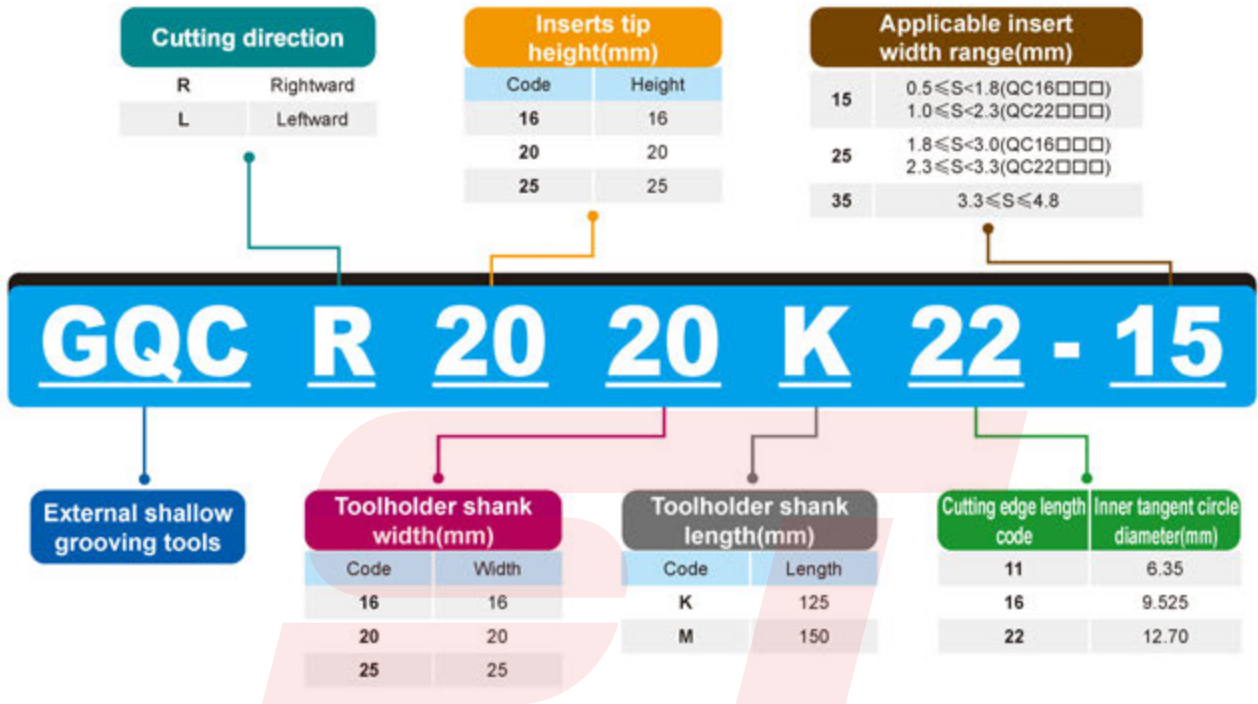 Cutting direction
R Rightward
L Leftward
Inserts tip
height(mm)
Code Height
16 16
20 20
25 25
Applicable insert
width range(mm)
15 0.5≤S<1.8(QC16□□□)
1.0≤S<2.3(QC22□□□)
25 1.8≤S<3.0(QC16□□□)
2.3≤S<3.3(QC22□□□)
35 3.3≤S≤4.8
GQC R 20 20 K 22 - 15
External shallow
grooving tools
Toolholder shank
width(mm)
Code Width
16 16
20 20
25 25
Toolholder shank
length(mm)
Code Length
K 125
M 150
Cutting edge length
code
Inner tangent circle
diameter(mm)
11 6.35
16 9.525
22 12.70